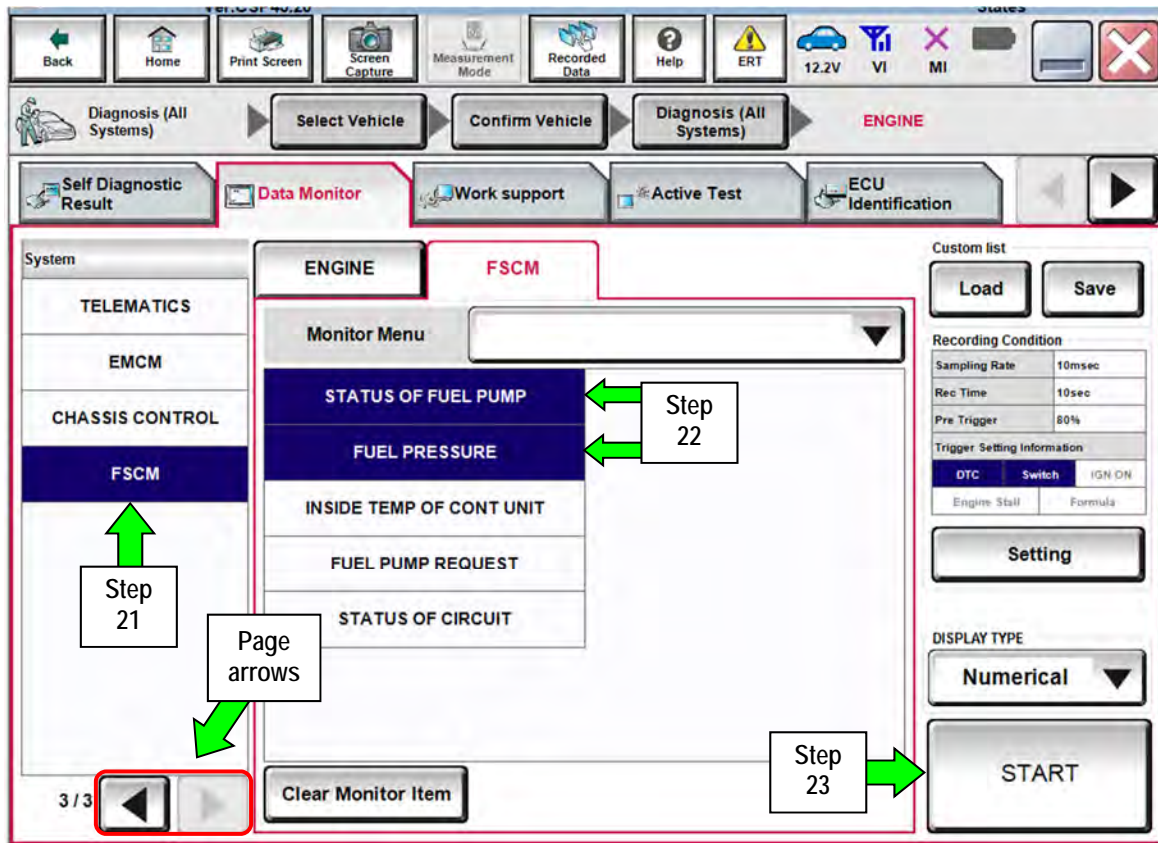 Back
Home
Print Screen
Screen
Capture
Measurement
Mode
Recorded
Data
Help
ERT
12.2V
VI
MI
Diagnosis (All
Systems)
Select Vehicle
Confirm Vehicle
Diagnosis (All
Systems)
ENGINE
Self Diagnostic
Result
Data Monitor
Work support
Active Test
ECU
Identification
System
TELEMATICS
EMCM
CHASSIS CONTROL
FSCM
Step
21
Page
arrows
3 / 3
ENGINE
FSCM
Monitor Menu
STATUS OF FUEL PUMP
FUEL PRESSURE
Step
22
INSIDE TEMP OF CONT UNIT
FUEL PUMP REQUEST
STATUS OF CIRCUIT
Clear Monitor Item
Step
23
Custom list
Load
Save
Recording Condition
Sampling Rate 10msec
Rec Time 10sec
Pre Trigger 80%
Trigger Setting Information
DTC Switch IGN ON
Engine Stall Formula
Setting
DISPLAY TYPE
Numerical
START